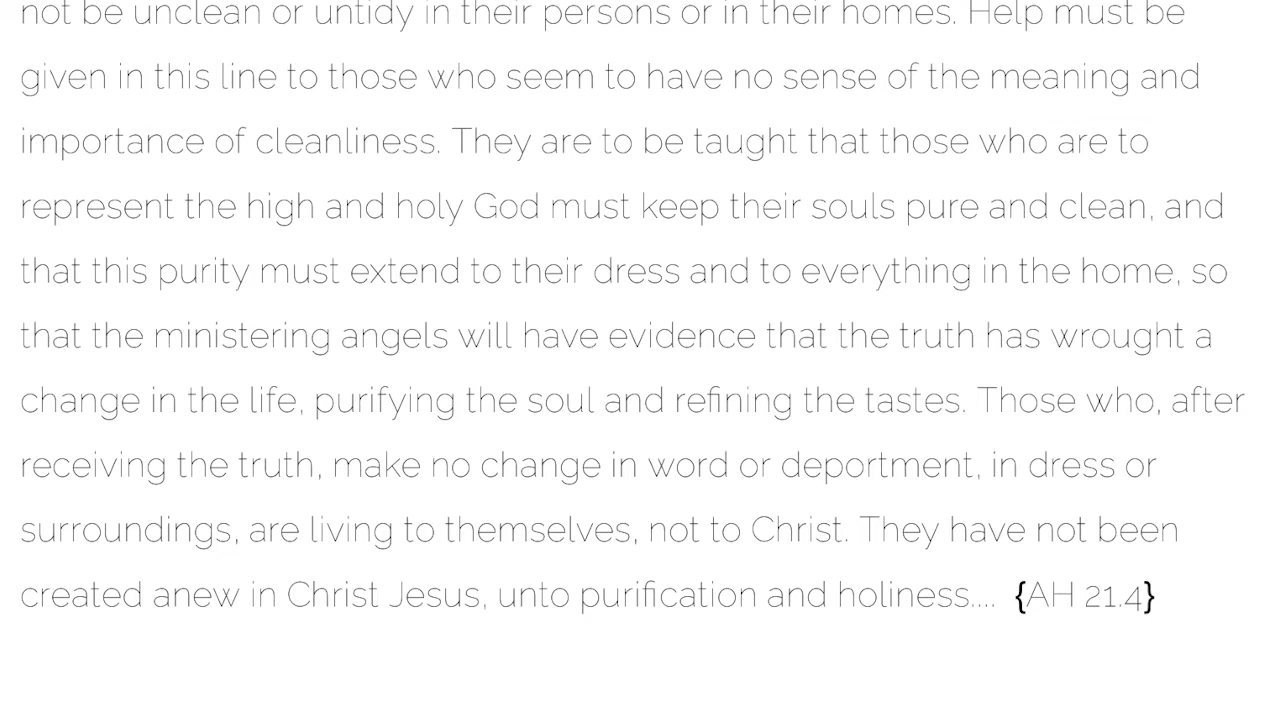 not be unclean or untidy in their persons or in their homes. Help must be
given in this line to those who seem to have no sense of the meaning and
importance of cleanliness. They are to be taught that those who are to
represent the high and holy God must keep their souls pure and clean, and
that this purity must extend to their dress and to everything in the home, so
that the ministering angels will have evidence that the truth has wrought a
change in the life, purifying the soul and refining the tastes. Those who, after
receiving the truth, make no change in word or deportment, in dress or
surroundings, are living to themselves, not to Christ. They have not been
created anew in Christ Jesus, unto purification and holiness.... {AH 21.4}